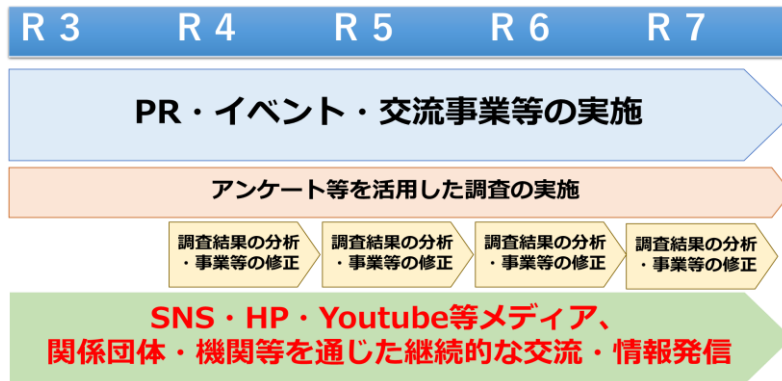 R3 R4 R5 R6 R7
PR・イベント・交流事業等の実施
アンケート等を活用した調査の実施
調査結果の分析
・事業等の修正
調査結果の分析
・事業等の修正
調査結果の分析
・事業等の修正
調査結果の分析
・事業等の修正
SNS・HP・Youtube等メディア、
関係団体・機関等を通じた継続的な交流・情報発信